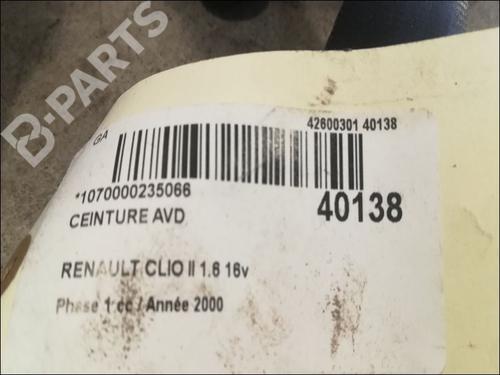 B-PARTS
GA
42600301 40138
*1070000235066
40138
CEINTURE AVD
RENAULT CLIO II 1.6 16v
Phase 1 cc / Année 2000